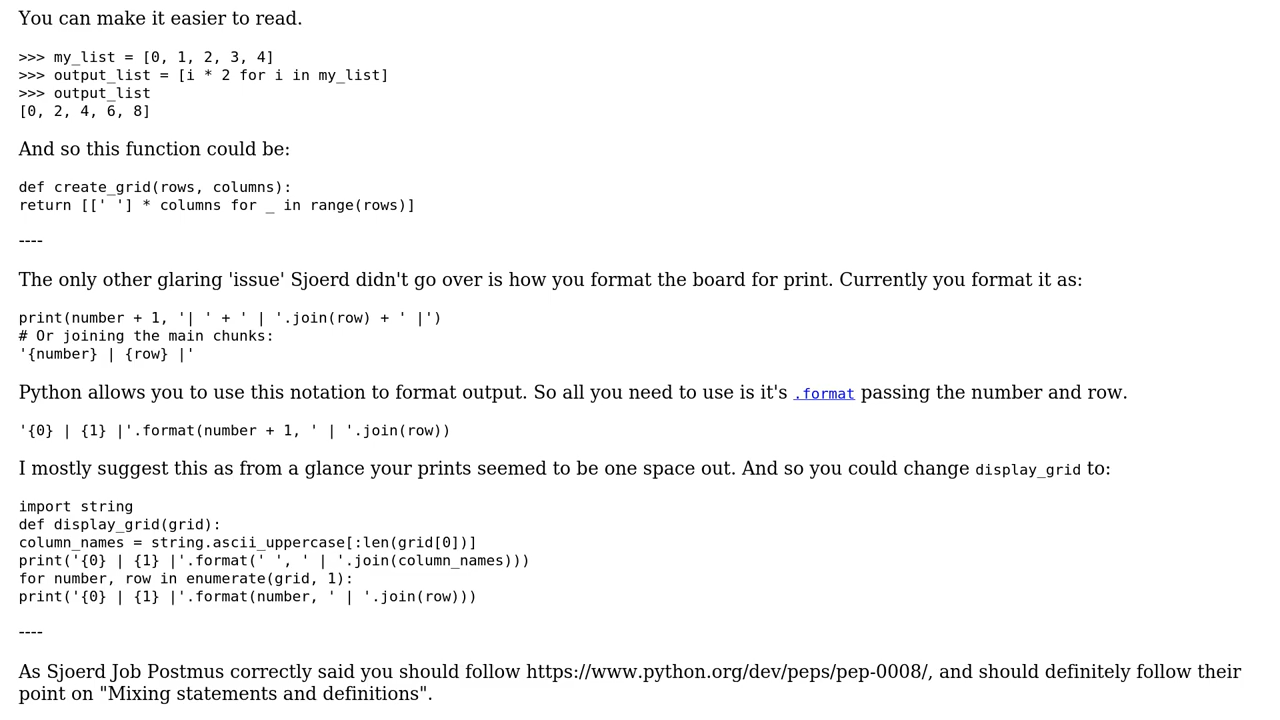 You can make it easier to read.
>>> my_list = [0, 1, 2, 3, 4]
>>> output_list = [i * 2 for i in my_list]
>>> output_list
[0, 2, 4, 6, 8]
And so this function could be:
def create_grid(rows, columns):
return [[' '] * columns for _ in range(rows)]
----
The only other glaring 'issue' Sjoerd didn't go over is how you format the board for print. Currently you format it as:
print(number + 1, '| ' + ' | '.join(row) + ' |')
# Or joining the main chunks:
'{number} | {row} |'
Python allows you to use this notation to format output. So all you need to use is it's .format passing the number and row.
'{0} | {1} |'.format(number + 1, ' | '.join(row))
I mostly suggest this as from a glance your prints seemed to be one space out. And so you could change display_grid to:
import string
def display_grid(grid):
column_names = string.ascii_uppercase[:len(grid[0])]
print('{0} | {1} |'.format(' ', ' | '.join(column_names)))
for number, row in enumerate(grid, 1):
print('{0} | {1} |'.format(number, ' | '.join(row)))
----
As Sjoerd Job Postmus correctly said you should follow https://www.python.org/dev/peps/pep-0008/, and should definitely follow their
point on "Mixing statements and definitions".